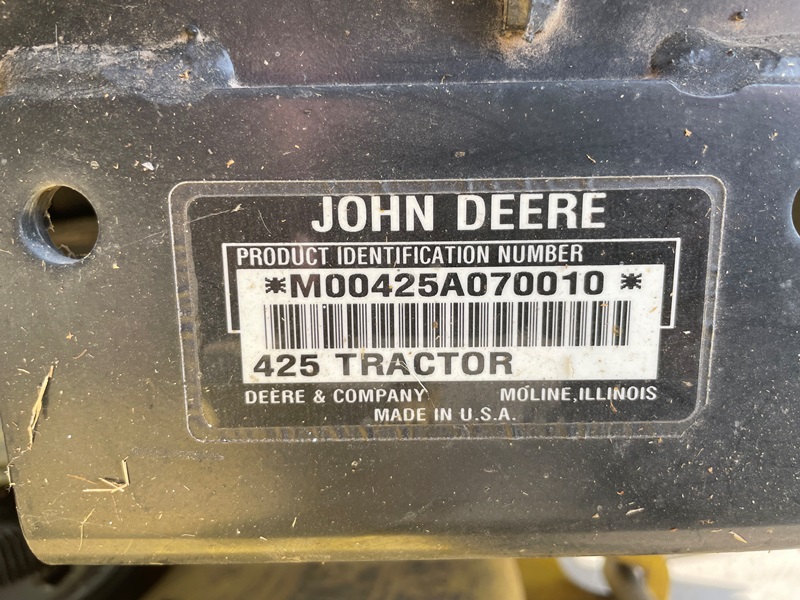 JOHN DEERE
PRODUCT IDENTIFICATION NUMBER
*M00425A070010*
425 TRACTOR
DEERE & COMPANY MOLINE, ILLINOIS
MADE IN U.S.A.